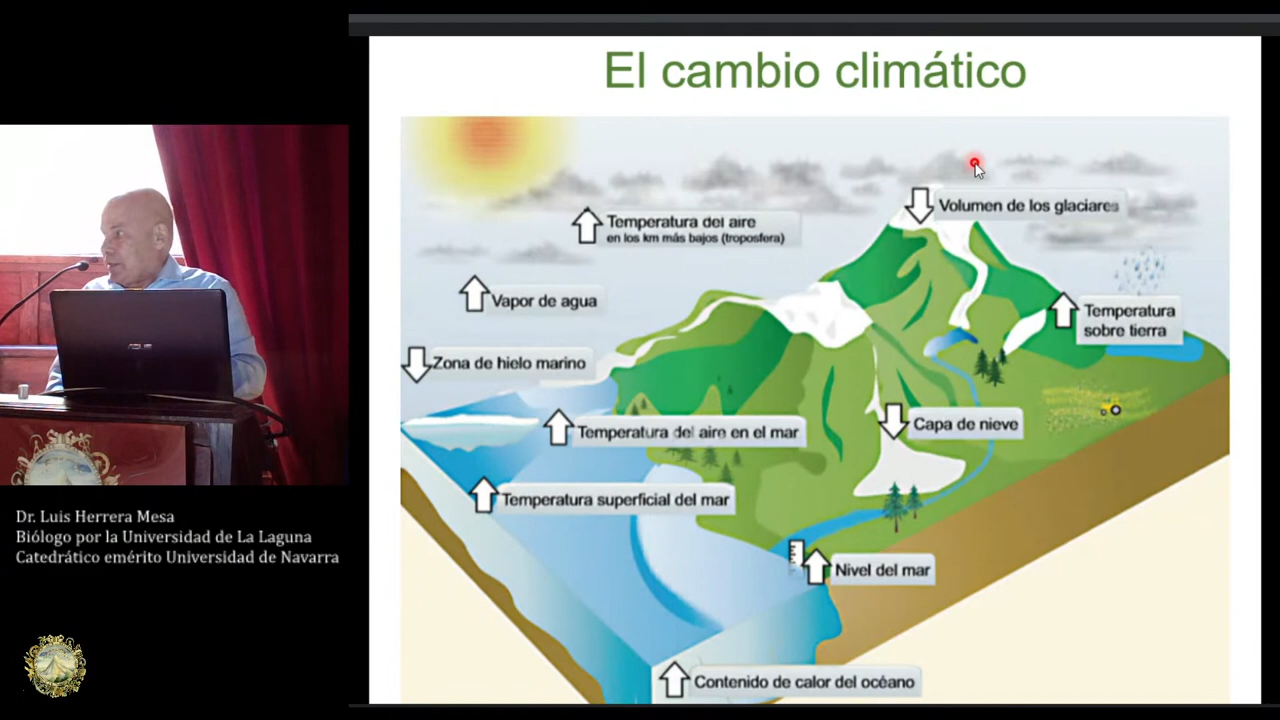 El cambio climático
Volumen de los glaciares
Temperatura del aire
en los km más bajos (troposfera)
Vapor de agua
Temperatura
sobre tierra
Zona de hielo marino
Capa de nieve
Temperatura del aire en el mar
Temperatura superficial del mar
Nivel del mar
Contenido de calor del océano
ASUS
Dr. Luis Herrera Mesa
Biólogo por la Universidad de La Laguna
Catedrático emérito Universidad de Navarra